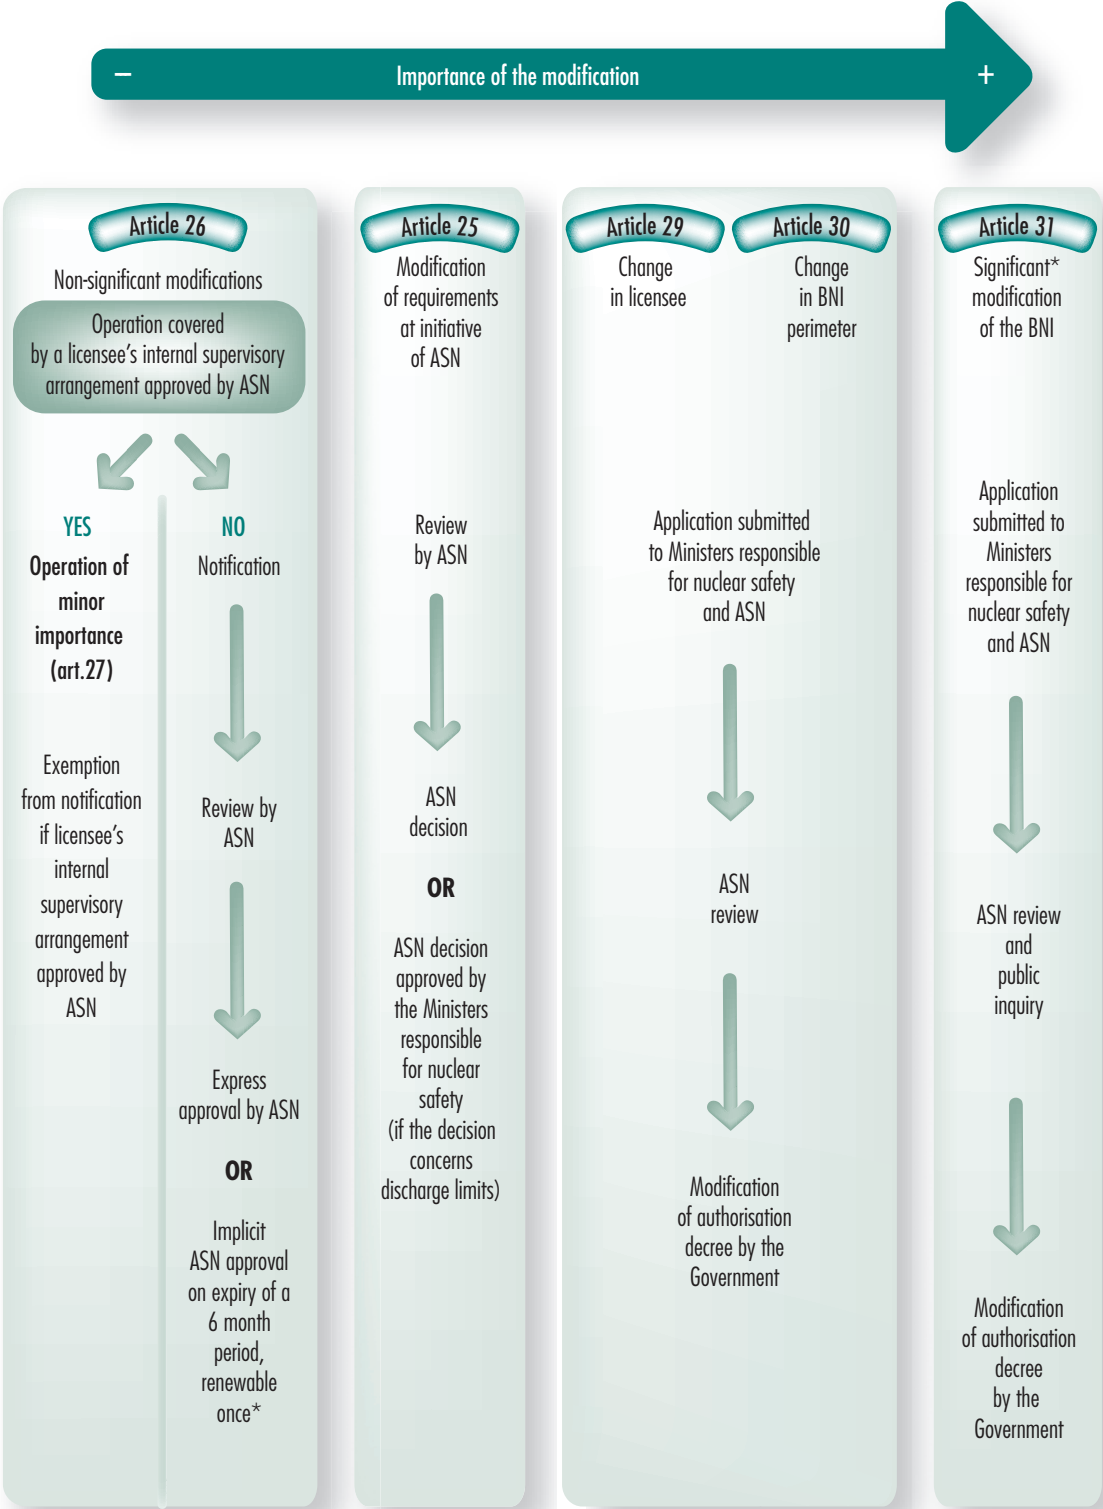 –
Importance of the modification
+
Article 26
Non-significant modifications
Operation covered
by a licensee's internal supervisory
arrangement approved by ASN
YES
Operation of
minor
importance
(art.27)
Exemption
from notification
if licensee's
internal
supervisory
arrangement
approved by
ASN
NO
Notification
Review by
ASN
Express
approval by ASN
OR
Implicit
ASN approval
on expiry of a
6 month
period,
renewable
once*
Article 25
Modification
of requirements
at initiative
of ASN
Review
by ASN
ASN
decision
OR
ASN decision
approved by
the Ministers
responsible
for nuclear
safety
(if the decision
concerns
discharge limits)
Article 29
Change
in licensee
Article 30
Change
in BNI
perimeter
Application submitted
to Ministers responsible
for nuclear safety
and ASN
ASN
review
Modification
of authorisation
decree by the
Government
Article 31
Significant*
modification
of the BNI
Application
submitted to
Ministers
responsible for
nuclear safety
and ASN
ASN review
and
public
inquiry
Modification
of authorisation
decree
by the
Government